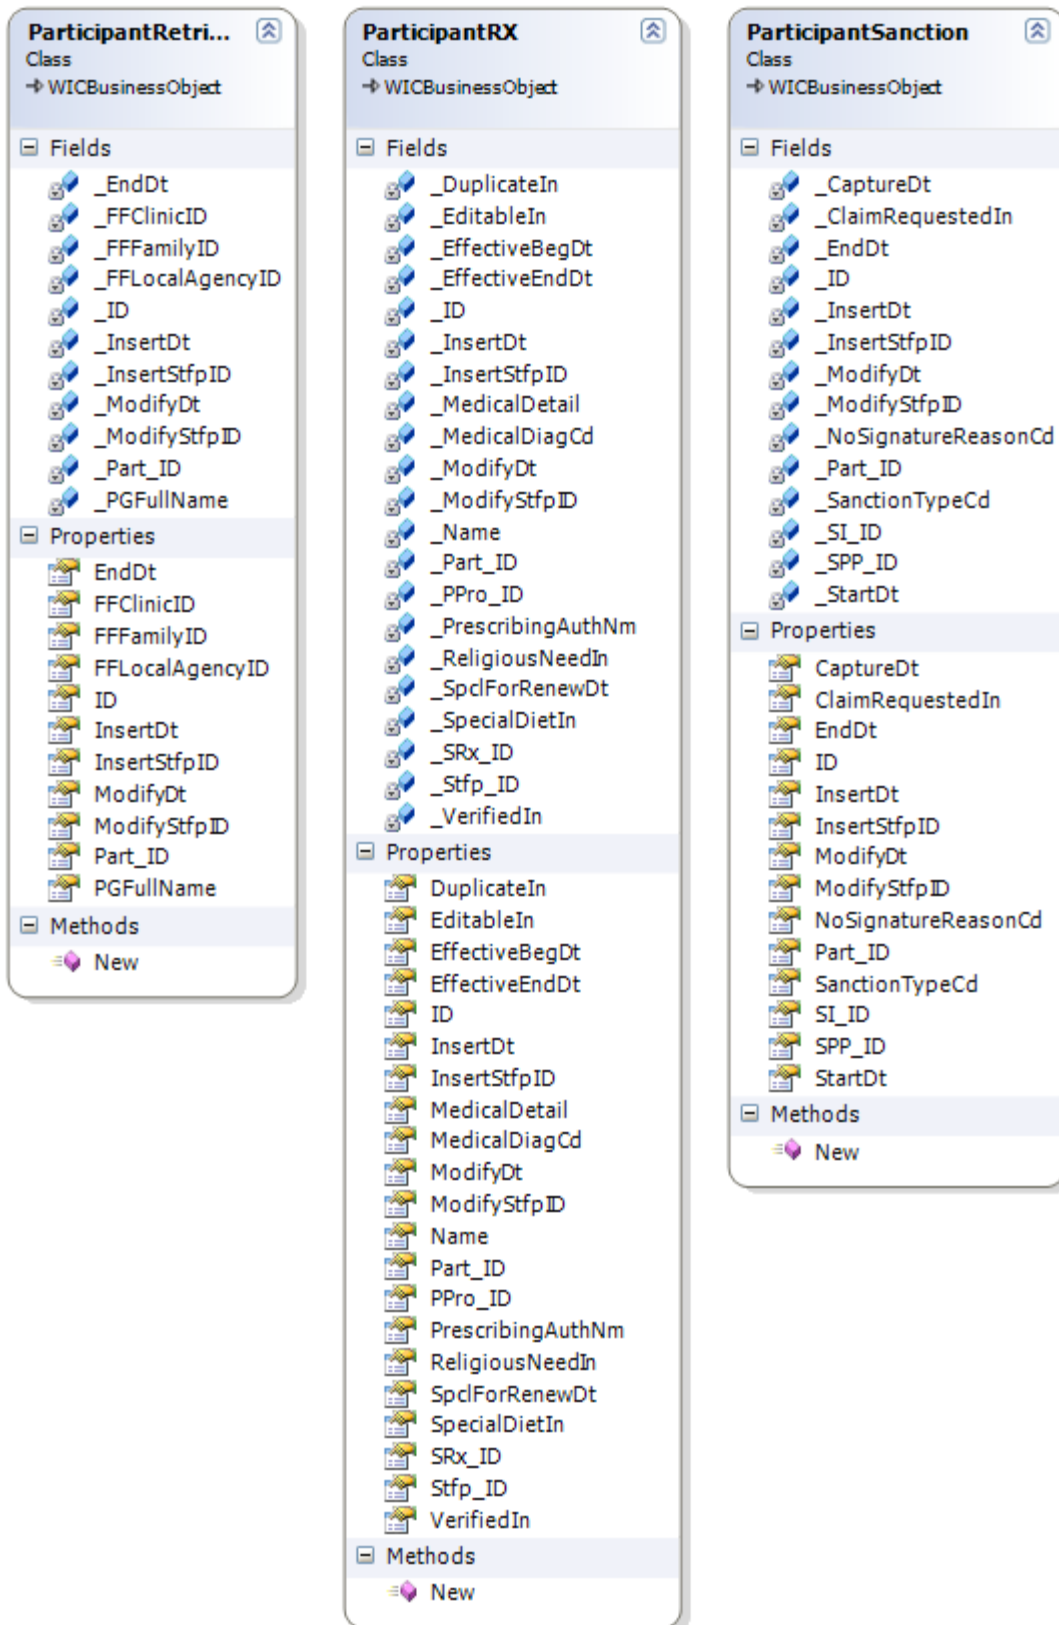 ParticipantRetri...
Class
WICBusinessObject
Fields
_EndDt
_FFClinicID
_FFFamilyID
_FFLocalAgencyID
_ID
_InsertDt
_InsertStfpID
_ModifyDt
_ModifyStfpID
_Part_ID
_PGFullName
Properties
EndDt
FFClinicID
FFFamilyID
FFLocalAgencyID
ID
InsertDt
InsertStfpID
ModifyDt
ModifyStfpID
Part_ID
PGFullName
Methods
New
ParticipantRX
Class
WICBusinessObject
Fields
_DuplicateIn
_EditableIn
_EffectiveBegDt
_EffectiveEndDt
_ID
_InsertDt
_InsertStfpID
_MedicalDetail
_MedicalDiagCd
_ModifyDt
_ModifyStfpID
_Name
_Part_ID
_PPro_ID
_PrescribingAuthNm
_ReligiousNeedIn
_SpclForRenewDt
_SpecialDietIn
_SRx_ID
_Stfp_ID
_VerifiedIn
Properties
DuplicateIn
EditableIn
EffectiveBegDt
EffectiveEndDt
ID
InsertDt
InsertStfpID
MedicalDetail
MedicalDiagCd
ModifyDt
ModifyStfpID
Name
Part_ID
PPro_ID
PrescribingAuthNm
ReligiousNeedIn
SpclForRenewDt
SpecialDietIn
SRx_ID
Stfp_ID
VerifiedIn
Methods
New
ParticipantSanction
Class
WICBusinessObject
Fields
_CaptureDt
_ClaimRequestedIn
_EndDt
_ID
_InsertDt
_InsertStfpID
_ModifyDt
_ModifyStfpID
_NoSignatureReasonCd
_Part_ID
_SanctionTypeCd
_SI_ID
_SPP_ID
_StartDt
Properties
CaptureDt
ClaimRequestedIn
EndDt
ID
InsertDt
InsertStfpID
ModifyDt
ModifyStfpID
NoSignatureReasonCd
Part_ID
SanctionTypeCd
SI_ID
SPP_ID
StartDt
Methods
New